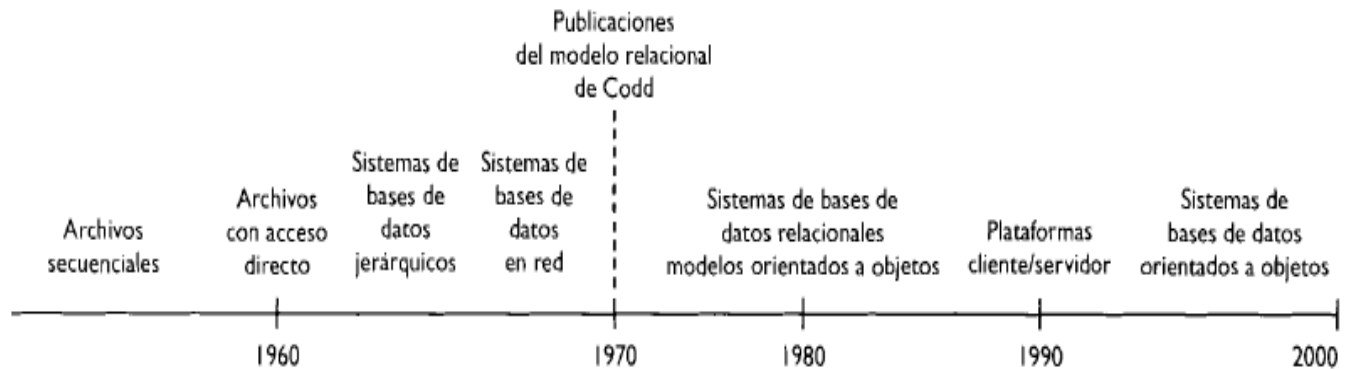 Publicaciones
del modelo relacional
de Codd
Archivos
secuenciales
Archivos
con acceso
directo
Sistemas de
bases de
datos
jerárquicos
Sistemas de
bases de
datos
en red
Sistemas de bases de
datos relacionales
modelos orientados a objetos
Plataformas
cliente/servidor
Sistemas de
bases de datos
orientados a objetos
1960
1970
1980
1990
2000